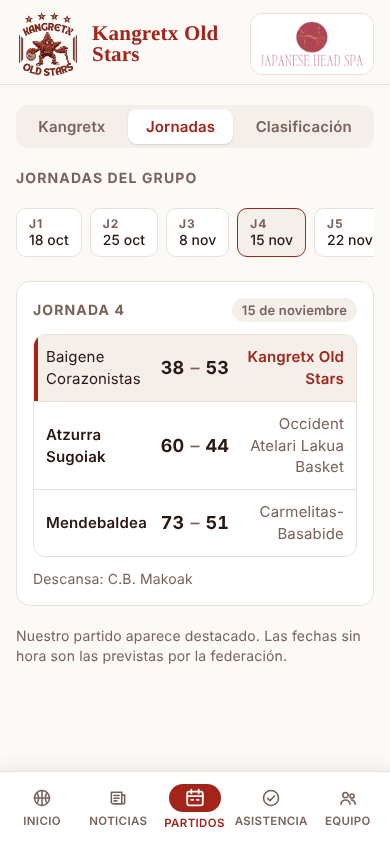 KANGRETX
OLD STARS
Kangretx Old
Stars
JAPANESE HEAD SPA
Kangretx
Jornadas
Clasificación
JORNADAS DEL GRUPO
J1
18 oct
J2
25 oct
J3
8 nov
J4
15 nov
J5
22 nov
JORNADA 4
15 de noviembre
Baigene
Corazonistas
38 – 53
Kangretx Old
Stars
Atzurra
Sugoiak
60 – 44
Occident
Atelari Lakua
Basket
Mendebaldea
73 – 51
Carmelitas-
Basabide
Descansa: C.B. Makoak
Nuestro partido aparece destacado. Las fechas sin
hora son las previstas por la federación.
INICIO
NOTICIAS
PARTIDOS
ASISTENCIA
EQUIPO